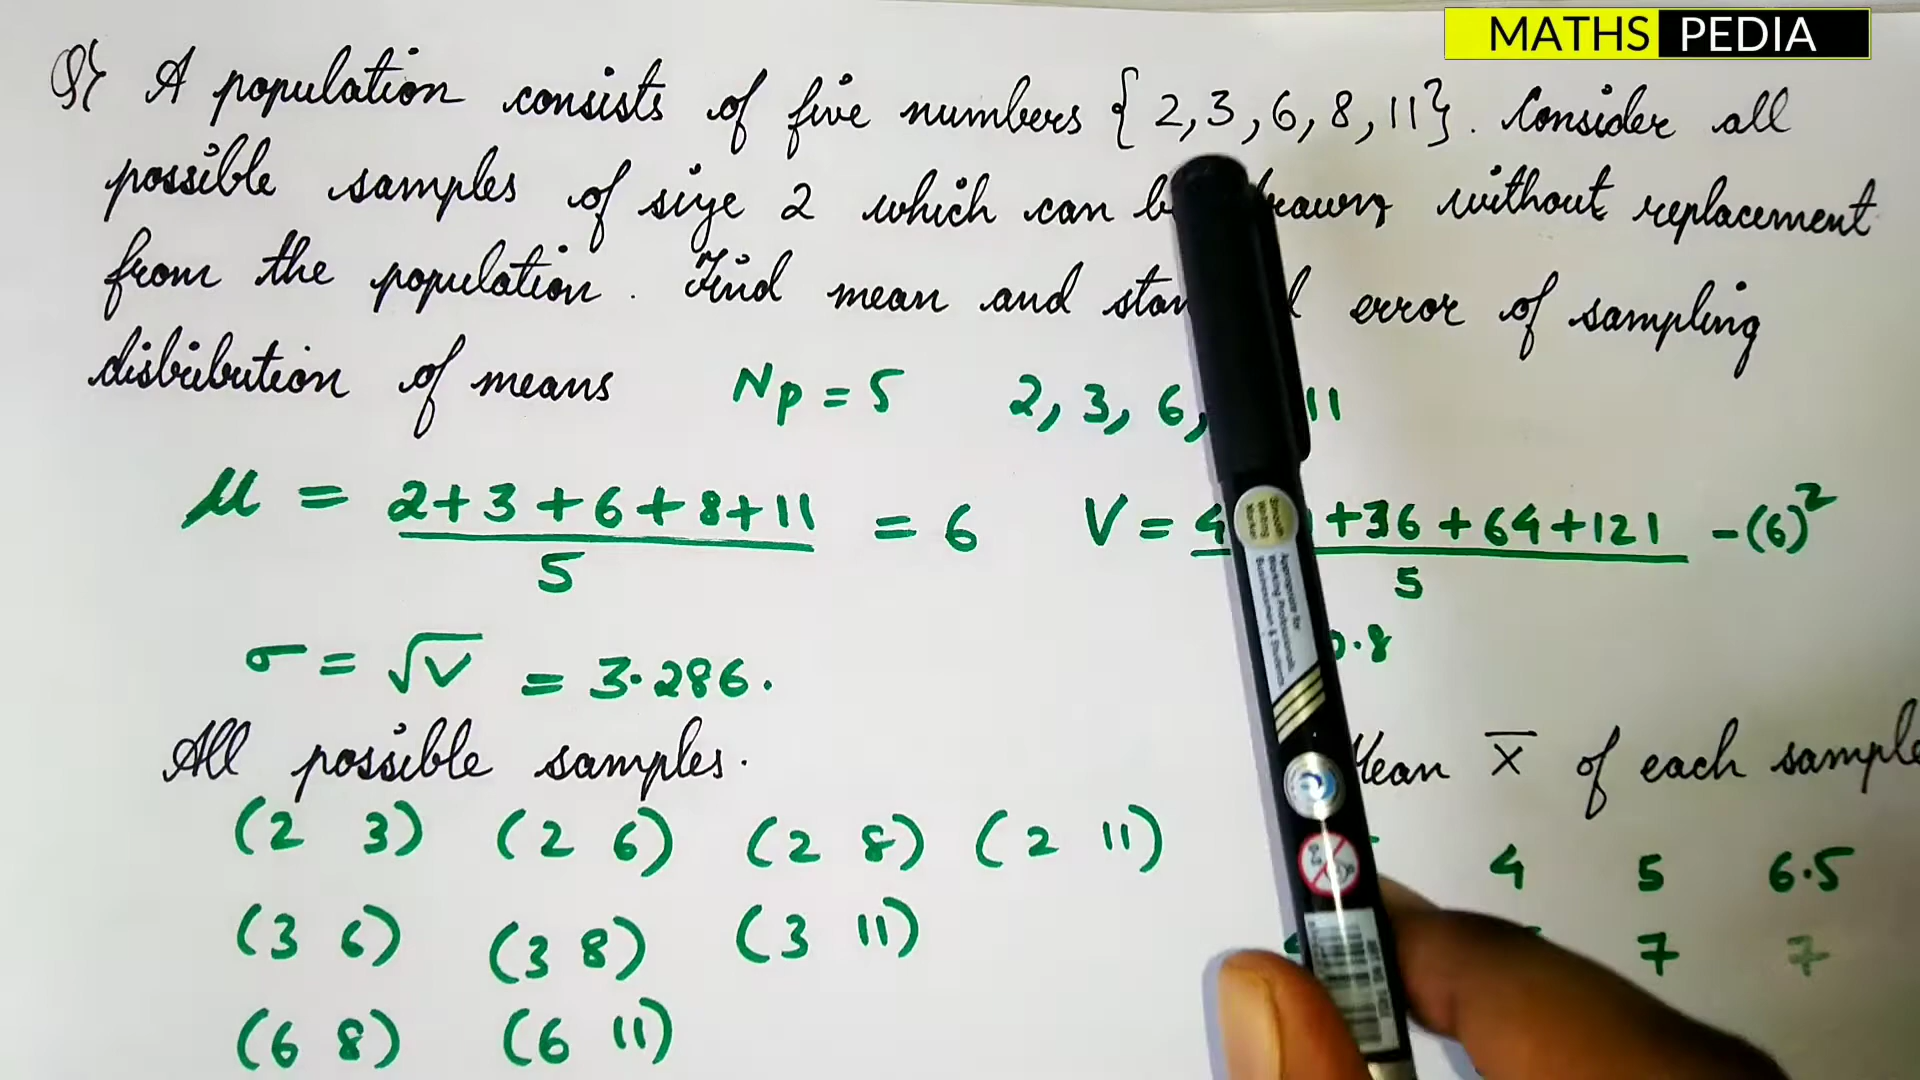 MATHS PEDIA
Q) A population consists of five numbers {2,3,6,8,11}. Consider all
possible samples of size 2 which can be drawn without replacement
from the population. Find mean and error of sampling
distribution of means Np = 5 2, 3, 6, 11
μ = 2+3+6+8+11 / 5 = 6 V = 4 +36+64+121 / 5 -(6)²
σ = √V = 3.286. .8
All possible samples. Mean X̄ of each sample
(2 3) (2 6) (2 8) (2 11) 4 5 6.5
(3 6) (3 8) (3 11) 7 7
(6 8) (6 11)